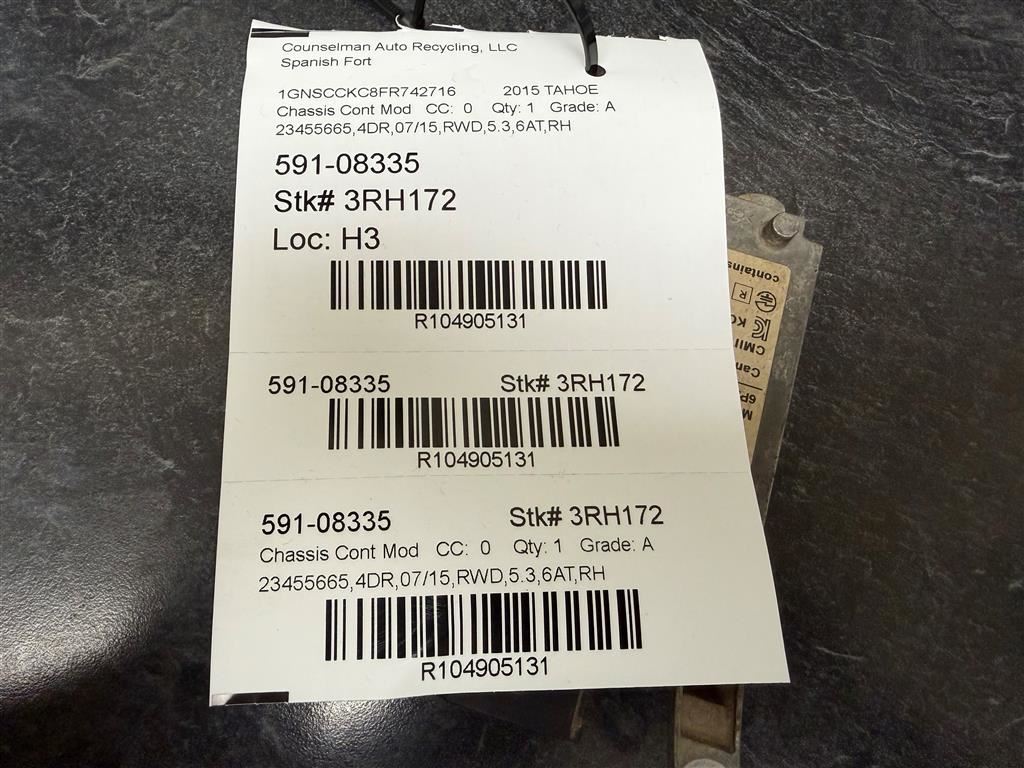 Counselman Auto Recycling, LLC
Spanish Fort
1GNSCCKC8FR742716 2015 TAHOE
Chassis Cont Mod CC: 0 Qty: 1 Grade: A
23455665,4DR,07/15,RWD,5.3,6AT,RH
591-08335
Stk# 3RH172
Loc: H3
R104905131
591-08335 Stk# 3RH172
R104905131
591-08335 Stk# 3RH172
Chassis Cont Mod CC: 0 Qty: 1 Grade: A
23455665,4DR,07/15,RWD,5.3,6AT,RH
R104905131
contains
R